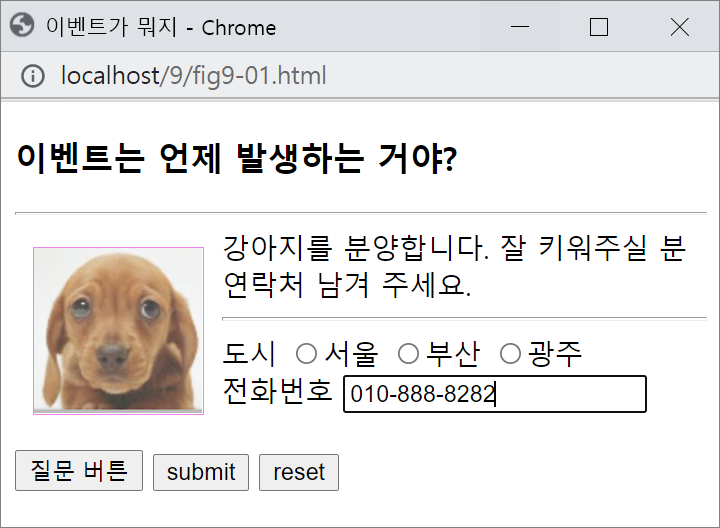 이벤트가 뭐지 - Chrome
localhost/9/fig9-01.html
이벤트는 언제 발생하는 거야?
강아지를 분양합니다. 잘 키워주실 분
연락처 남겨 주세요.
도시 서울 부산 광주
전화번호 010-888-8282
질문 버튼 submit reset